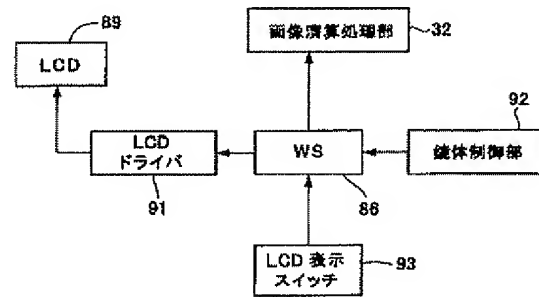 89
LCD
画像演算処理部
32
LCD
ドライバ
91
WS
86
92
鏡体制御部
LCD 表示
スイッチ
93